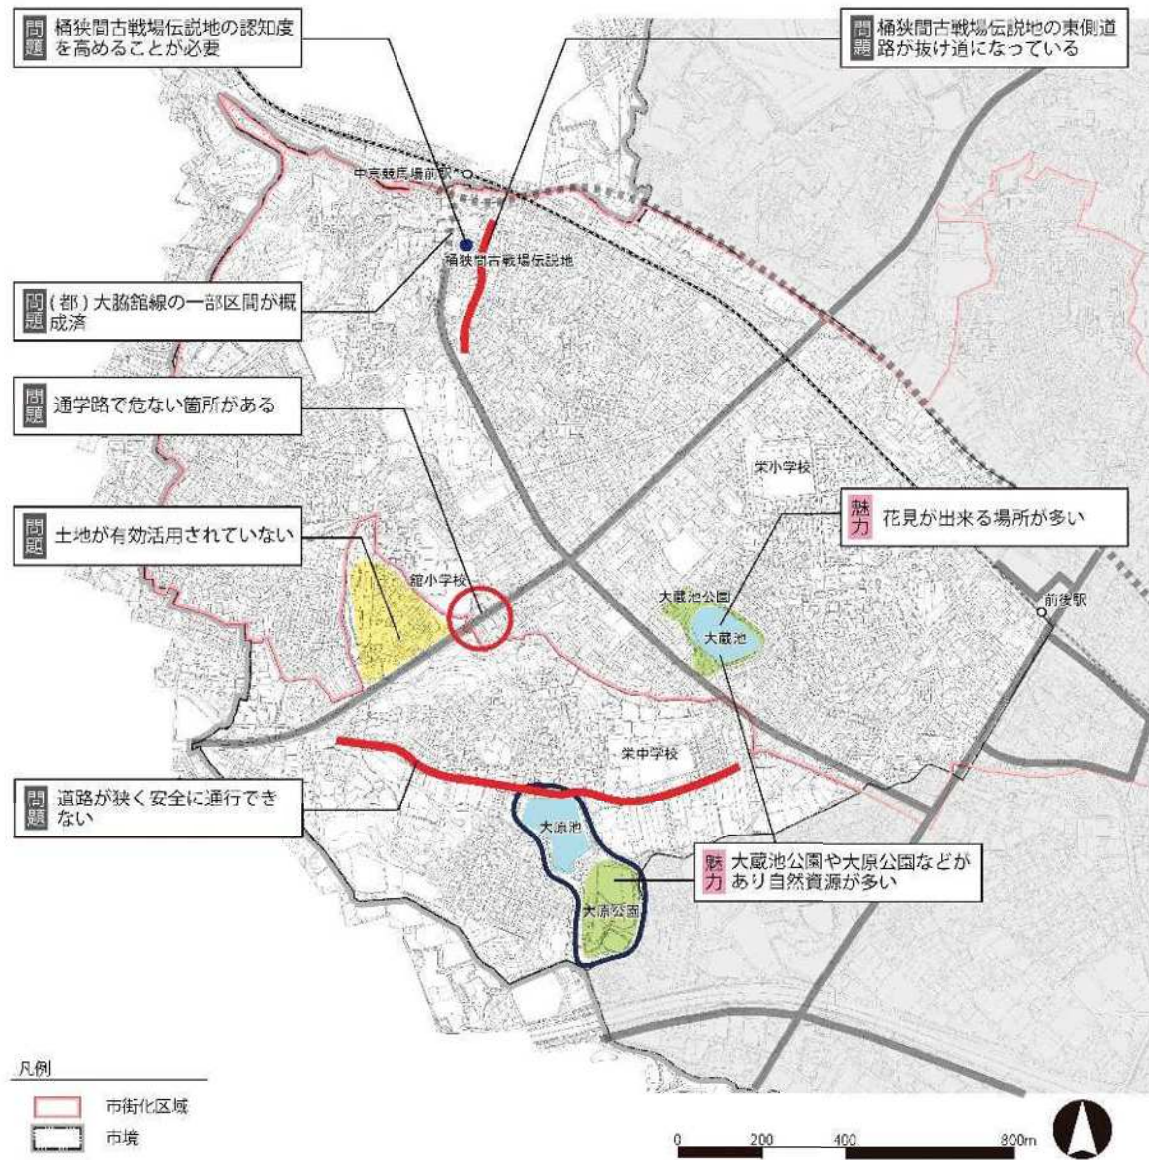 問題 桶狭間古戦場伝説地の認知度
を高めることが必要
問題 桶狭間古戦場伝説地の東側道
路が抜け道になっている
中京競馬場前駅
桶狭間古戦場伝説地
問題 (都)大脇舘線の一部区間が概
成済
問題 通学路で危ない箇所がある
栄小学校
魅力 花見が出来る場所が多い
問題 土地が有効活用されていない
舘小学校
大蔵池公園
大蔵池
前後駅
栄中学校
問題 道路が狭く安全に通行でき
ない
大原池
魅力 大蔵池公園や大原公園などが
あり自然資源が多い
大原公園
凡例
市街化区域
市境
0 200 400 800m